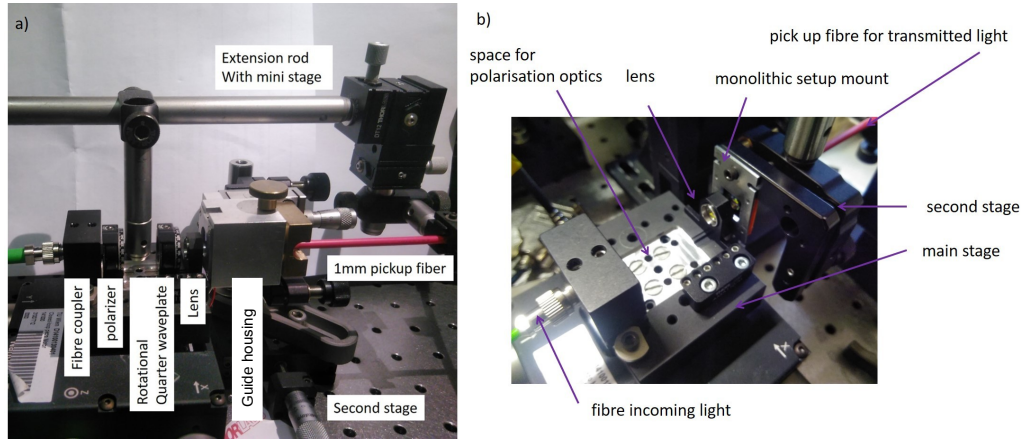 a)
Extension rod
With mini stage
1mm pickup fiber
Fibre coupler
polarizer
Rotational
Quarter waveplate
Lens
Guide housing
Second stage
Z
X
b)
pick up fibre for transmitted light
space for
polarisation optics
lens
monolithic setup mount
second stage
main stage
fibre incoming light
X